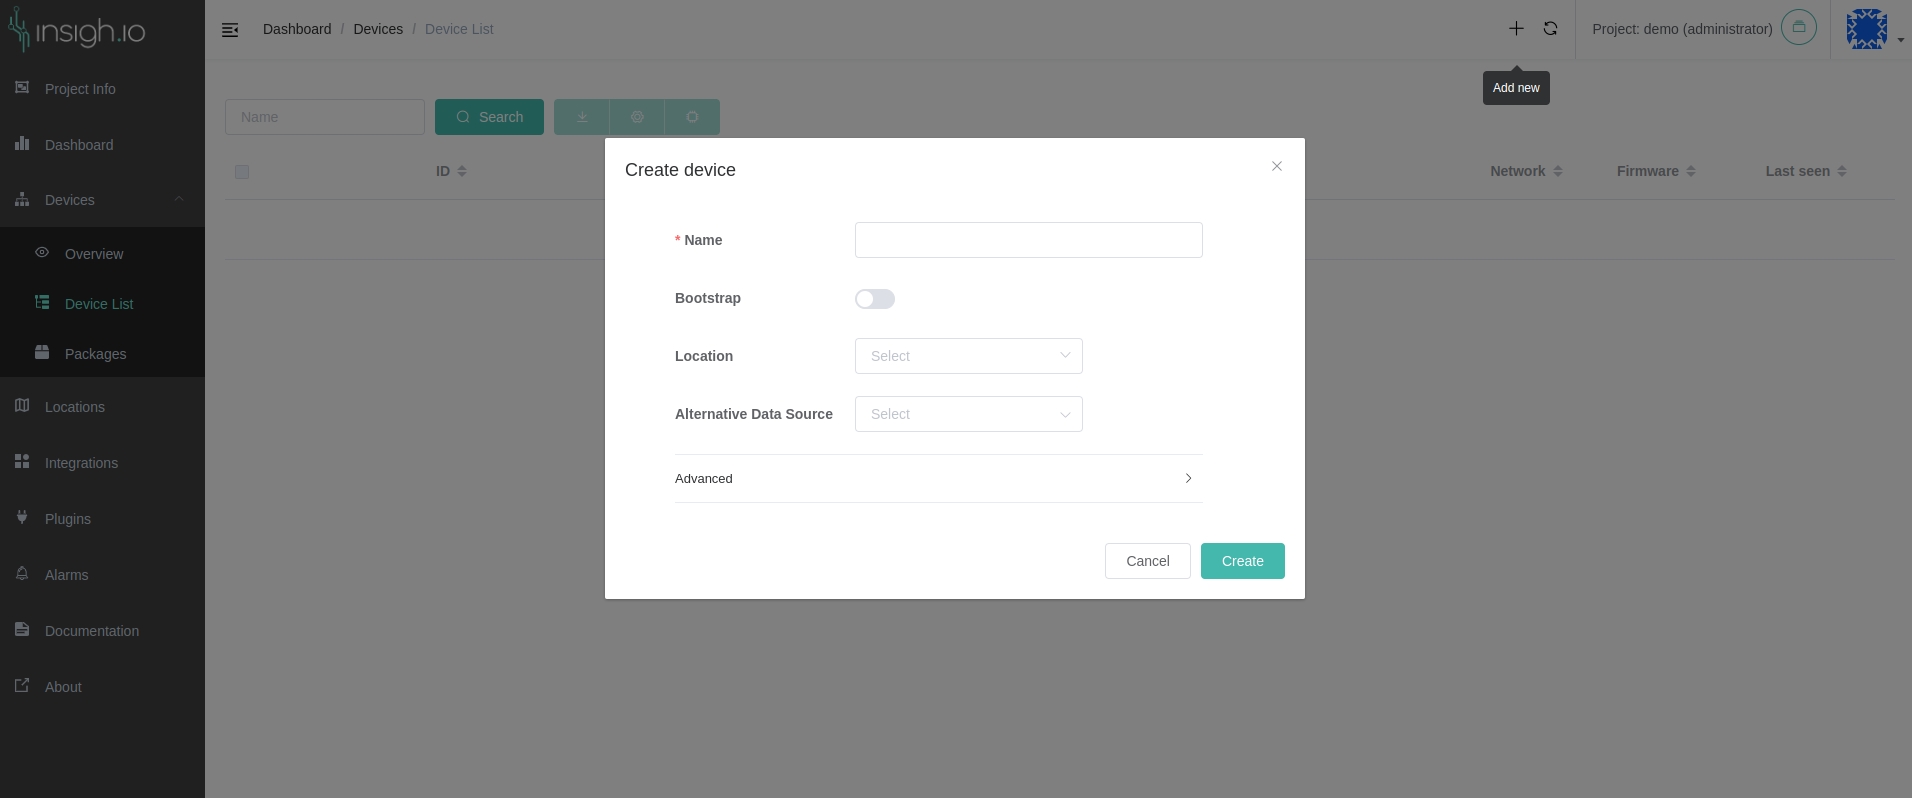 insigh.io
Dashboard / Devices / Device List
Project: demo (administrator)
Add new
Project Info
Dashboard
Devices
Overview
Device List
Packages
Locations
Integrations
Plugins
Alarms
Documentation
About
Name
Search
ID
Network
Firmware
Last seen
Create device
* Name
Bootstrap
Location
Select
Alternative Data Source
Select
Advanced
Cancel
Create